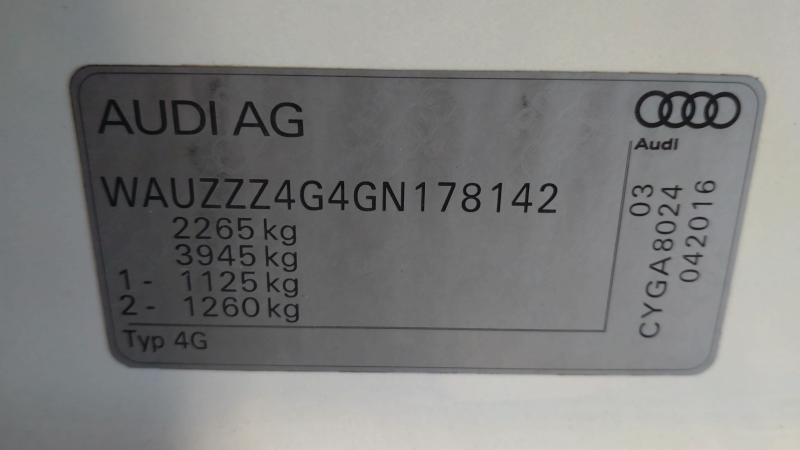 AUDI AG
WAUZZZ4G4GN178142
2265 kg
3945 kg
1 - 1125 kg
2 - 1260 kg
Typ 4G
Audi
03
CYGA8024
042016